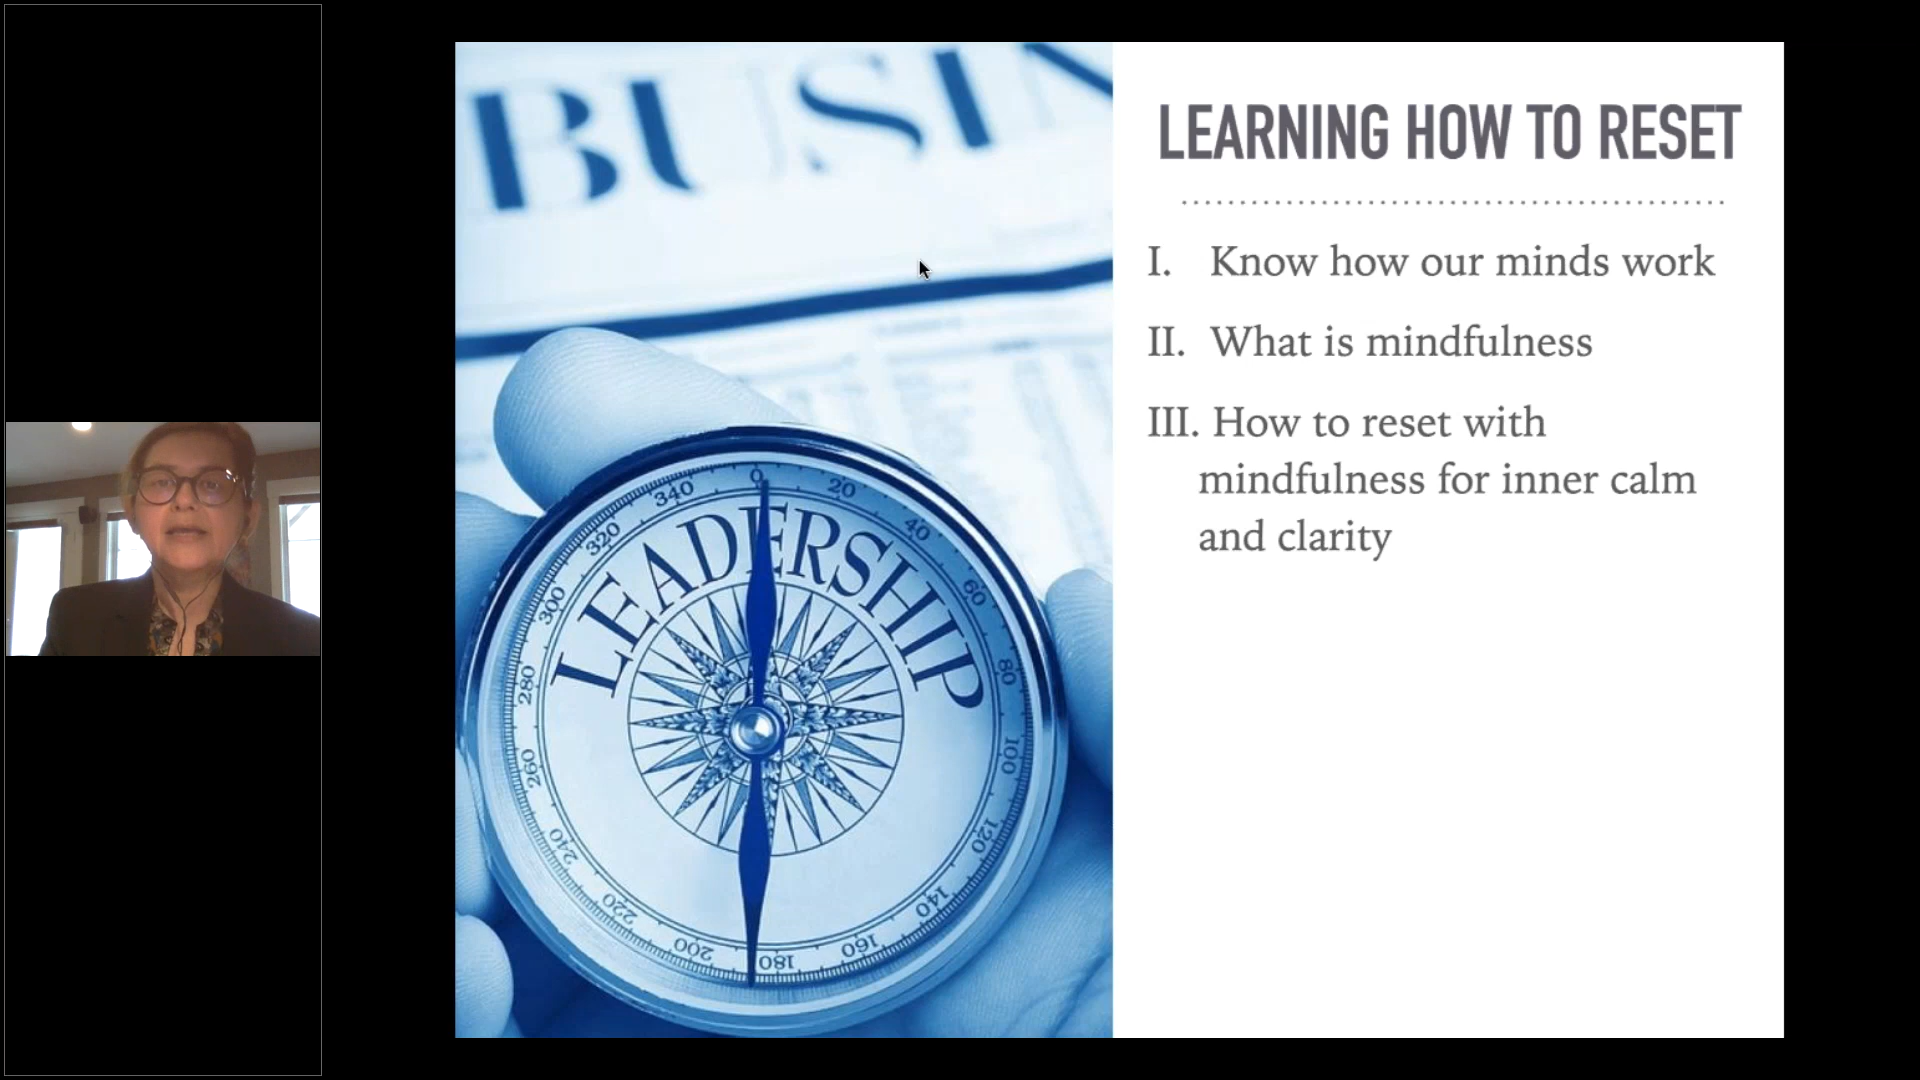 BUSIN
LEARNING HOW TO RESET
I. Know how our minds work
II. What is mindfulness
III. How to reset with
mindfulness for inner calm
and clarity
LEADERSHIP
0
20
40
60
80
100
120
140
160
180
200
220
240
260
280
300
320
340